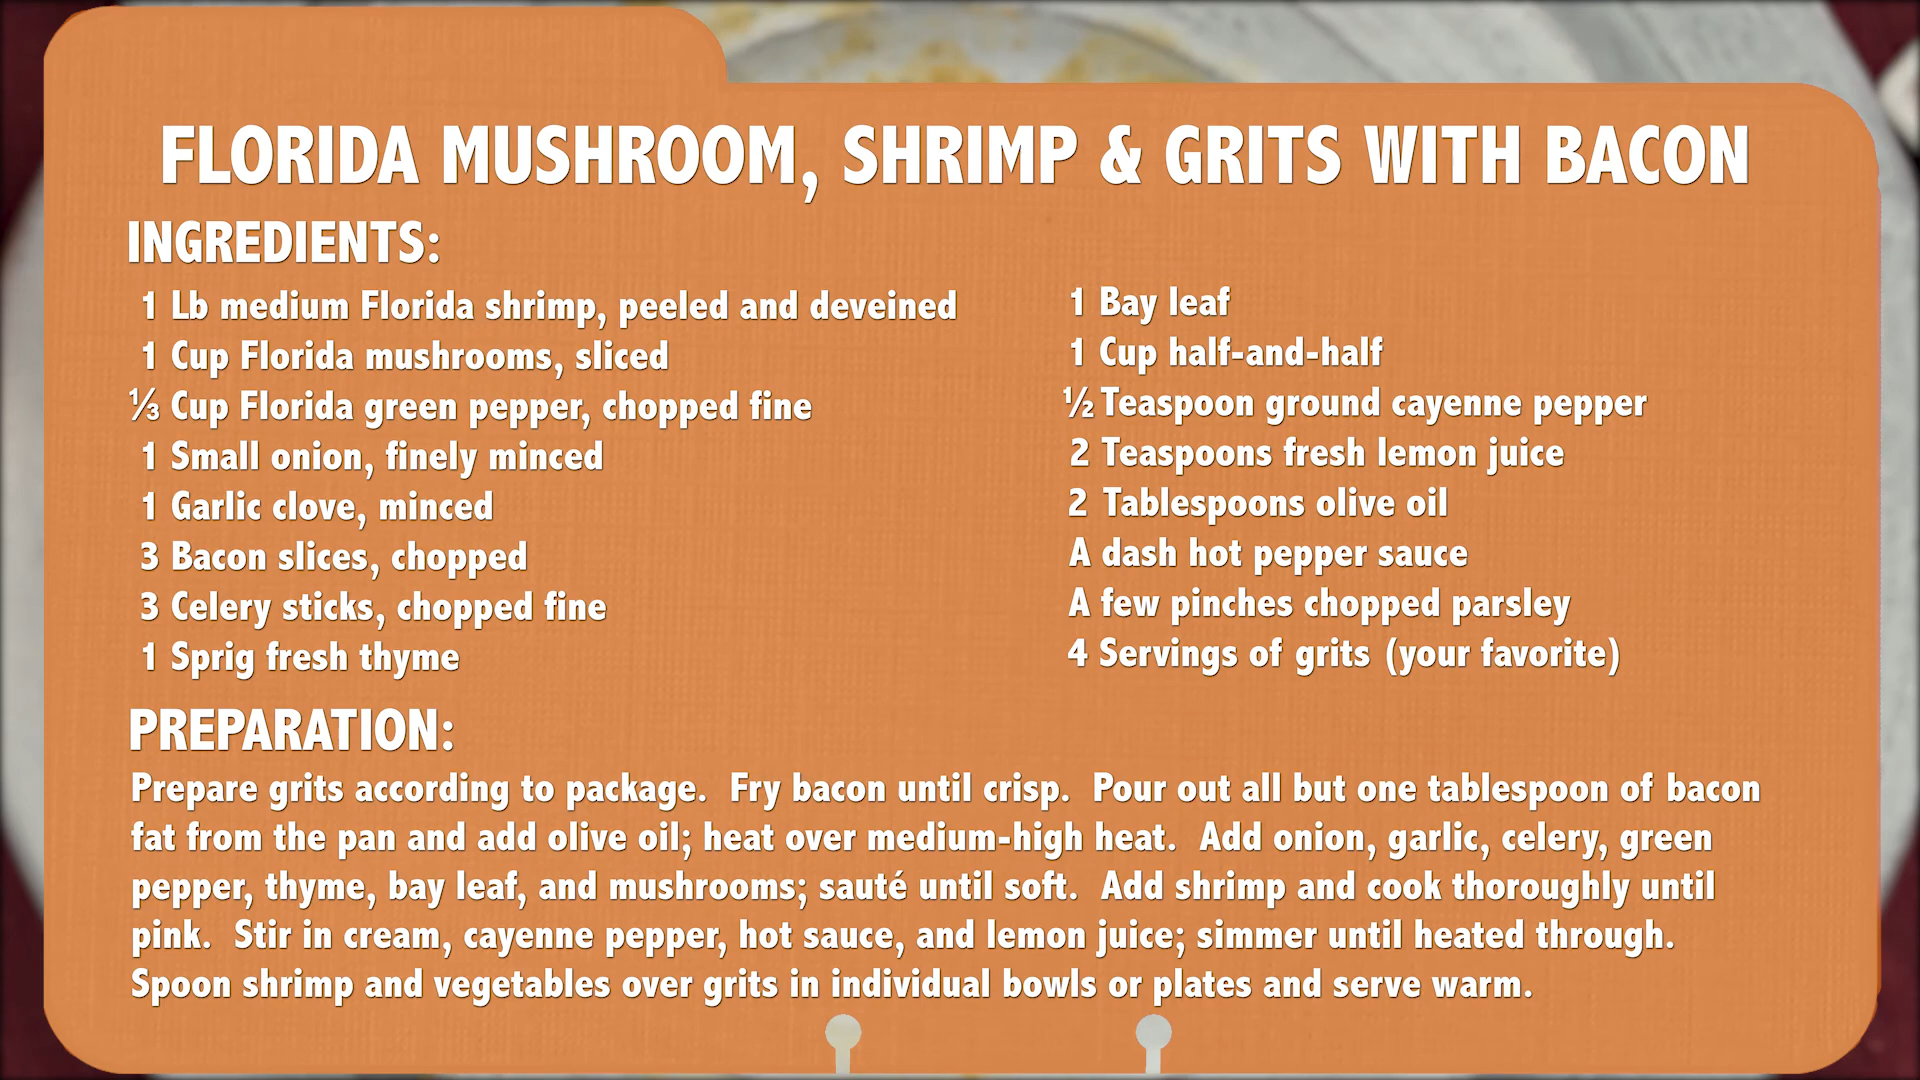 FLORIDA MUSHROOM, SHRIMP & GRITS WITH BACON
INGREDIENTS:
1 Lb medium Florida shrimp, peeled and deveined
1 Cup Florida mushrooms, sliced
⅓ Cup Florida green pepper, chopped fine
1 Small onion, finely minced
1 Garlic clove, minced
3 Bacon slices, chopped
3 Celery sticks, chopped fine
1 Sprig fresh thyme
1 Bay leaf
1 Cup half-and-half
½ Teaspoon ground cayenne pepper
2 Teaspoons fresh lemon juice
2 Tablespoons olive oil
A dash hot pepper sauce
A few pinches chopped parsley
4 Servings of grits (your favorite)
PREPARATION:
Prepare grits according to package. Fry bacon until crisp. Pour out all but one tablespoon of bacon
fat from the pan and add olive oil; heat over medium-high heat. Add onion, garlic, celery, green
pepper, thyme, bay leaf, and mushrooms; sauté until soft. Add shrimp and cook thoroughly until
pink. Stir in cream, cayenne pepper, hot sauce, and lemon juice; simmer until heated through.
Spoon shrimp and vegetables over grits in individual bowls or plates and serve warm.